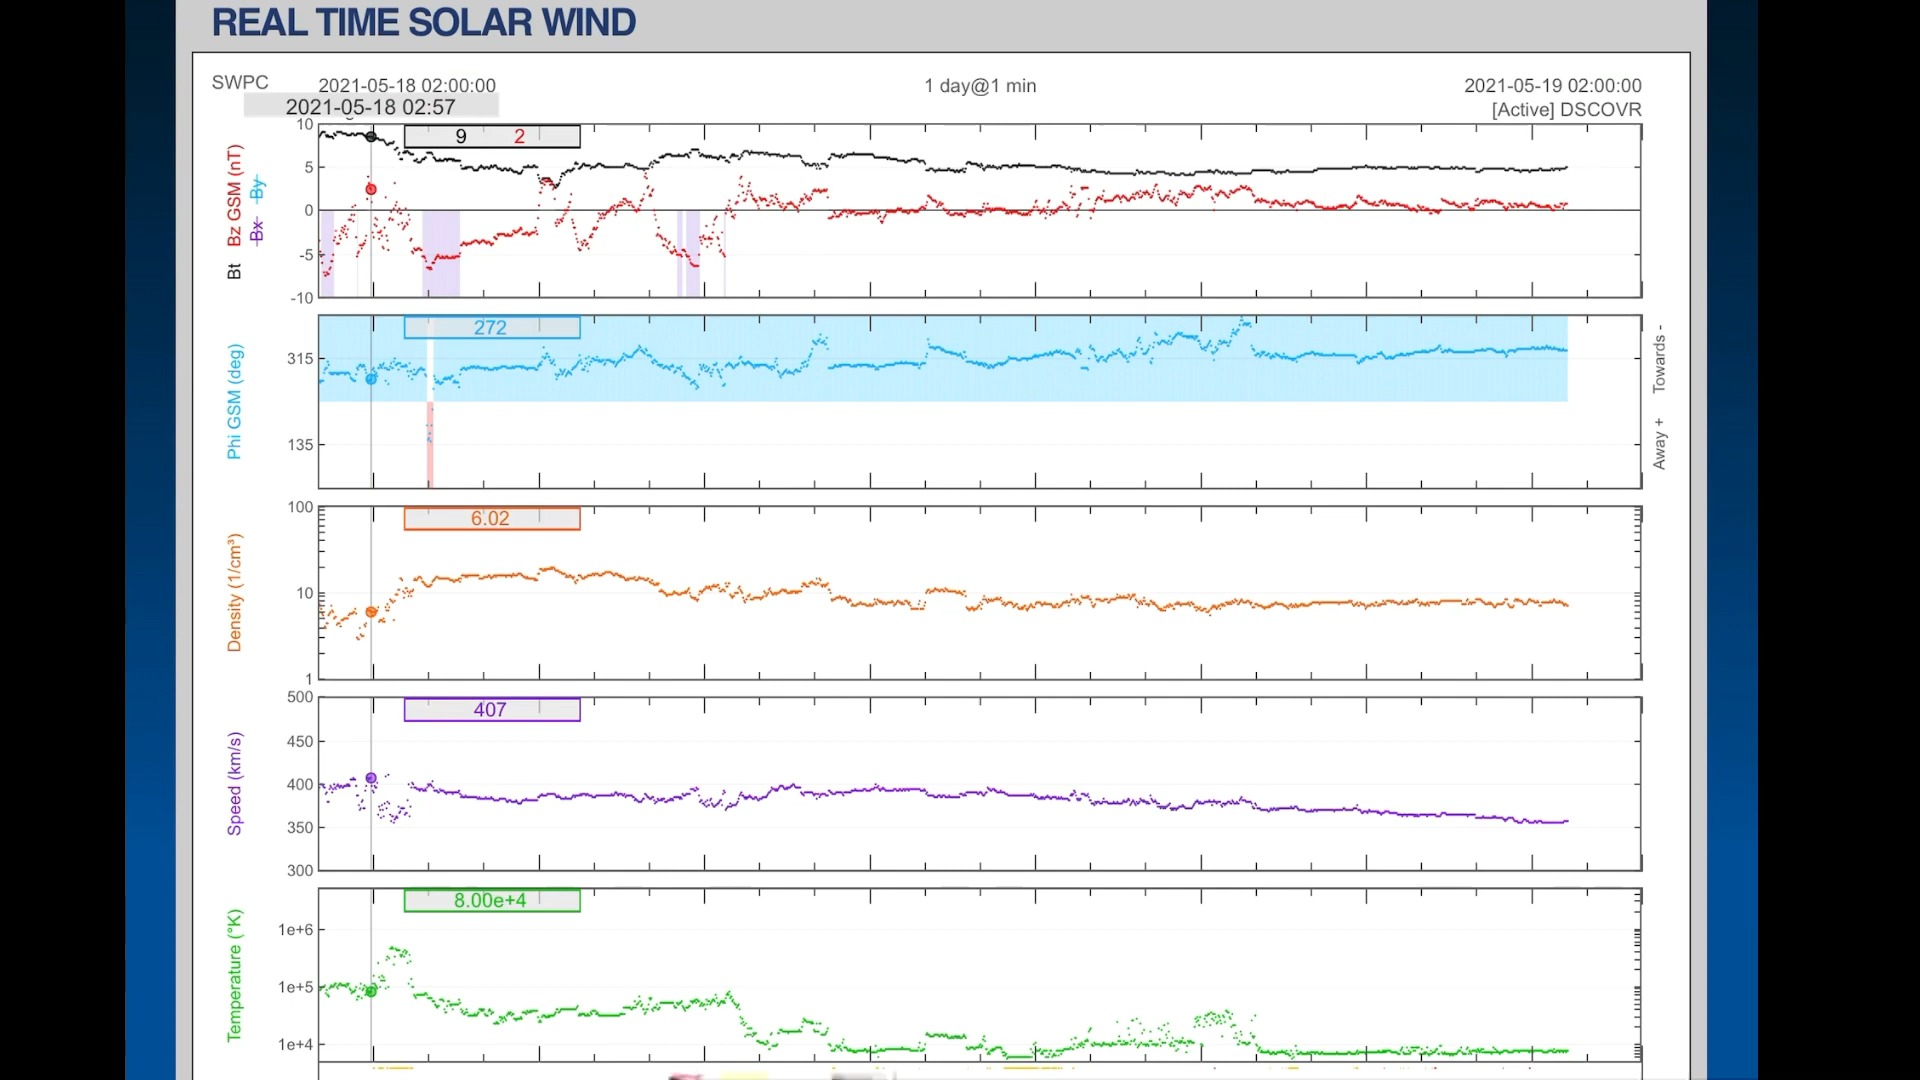 REAL TIME SOLAR WIND
SWPC
2021-05-18 02:00:00
1 day@1 min
2021-05-19 02:00:00
2021-05-18 02:57
[Active] DSCOVR
Bt Bz GSM (nT)
Bx By
10
5
0
-5
-10
9 2
Phi GSM (deg)
315
135
272
Towards -
Away +
Density (1/cm³)
100
10
1
6.02
Speed (km/s)
500
450
400
350
300
407
Temperature (°K)
1e+6
1e+5
1e+4
8.00e+4